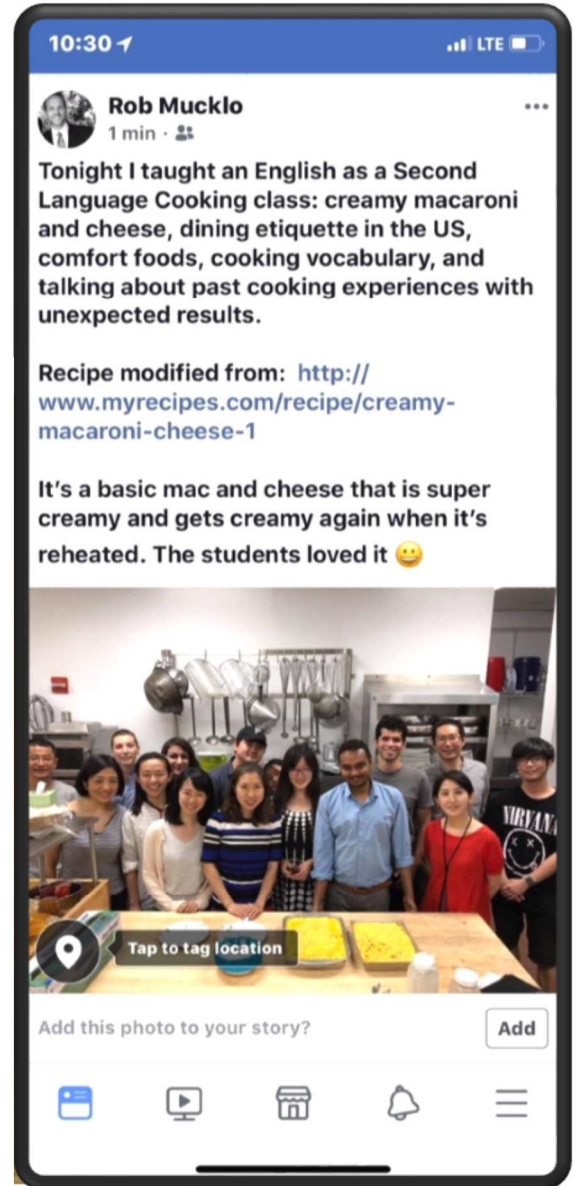 10:30 LTE
Rob Mucklo
1 min ·
Tonight I taught an English as a Second
Language Cooking class: creamy macaroni
and cheese, dining etiquette in the US,
comfort foods, cooking vocabulary, and
talking about past cooking experiences with
unexpected results.
Recipe modified from: http://
www.myrecipes.com/recipe/creamy-
macaroni-cheese-1
It's a basic mac and cheese that is super
creamy and gets creamy again when it's
reheated. The students loved it 😀
NIRVANA
Tap to tag location
Add this photo to your story? Add